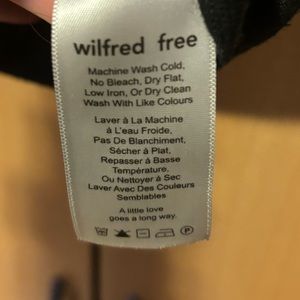 wilfred free
Machine Wash Cold,
No Bleach, Dry Flat,
Low Iron, Or Dry Clean
Wash With Like Colours
Laver à La Machine
à L'eau Froide,
Pas De Blanchiment,
Sécher à Plat,
Repasser à Basse
Température,
Ou Nettoyer à Sec
Laver Avec Des Couleurs
Semblables
A little love
goes a long way.